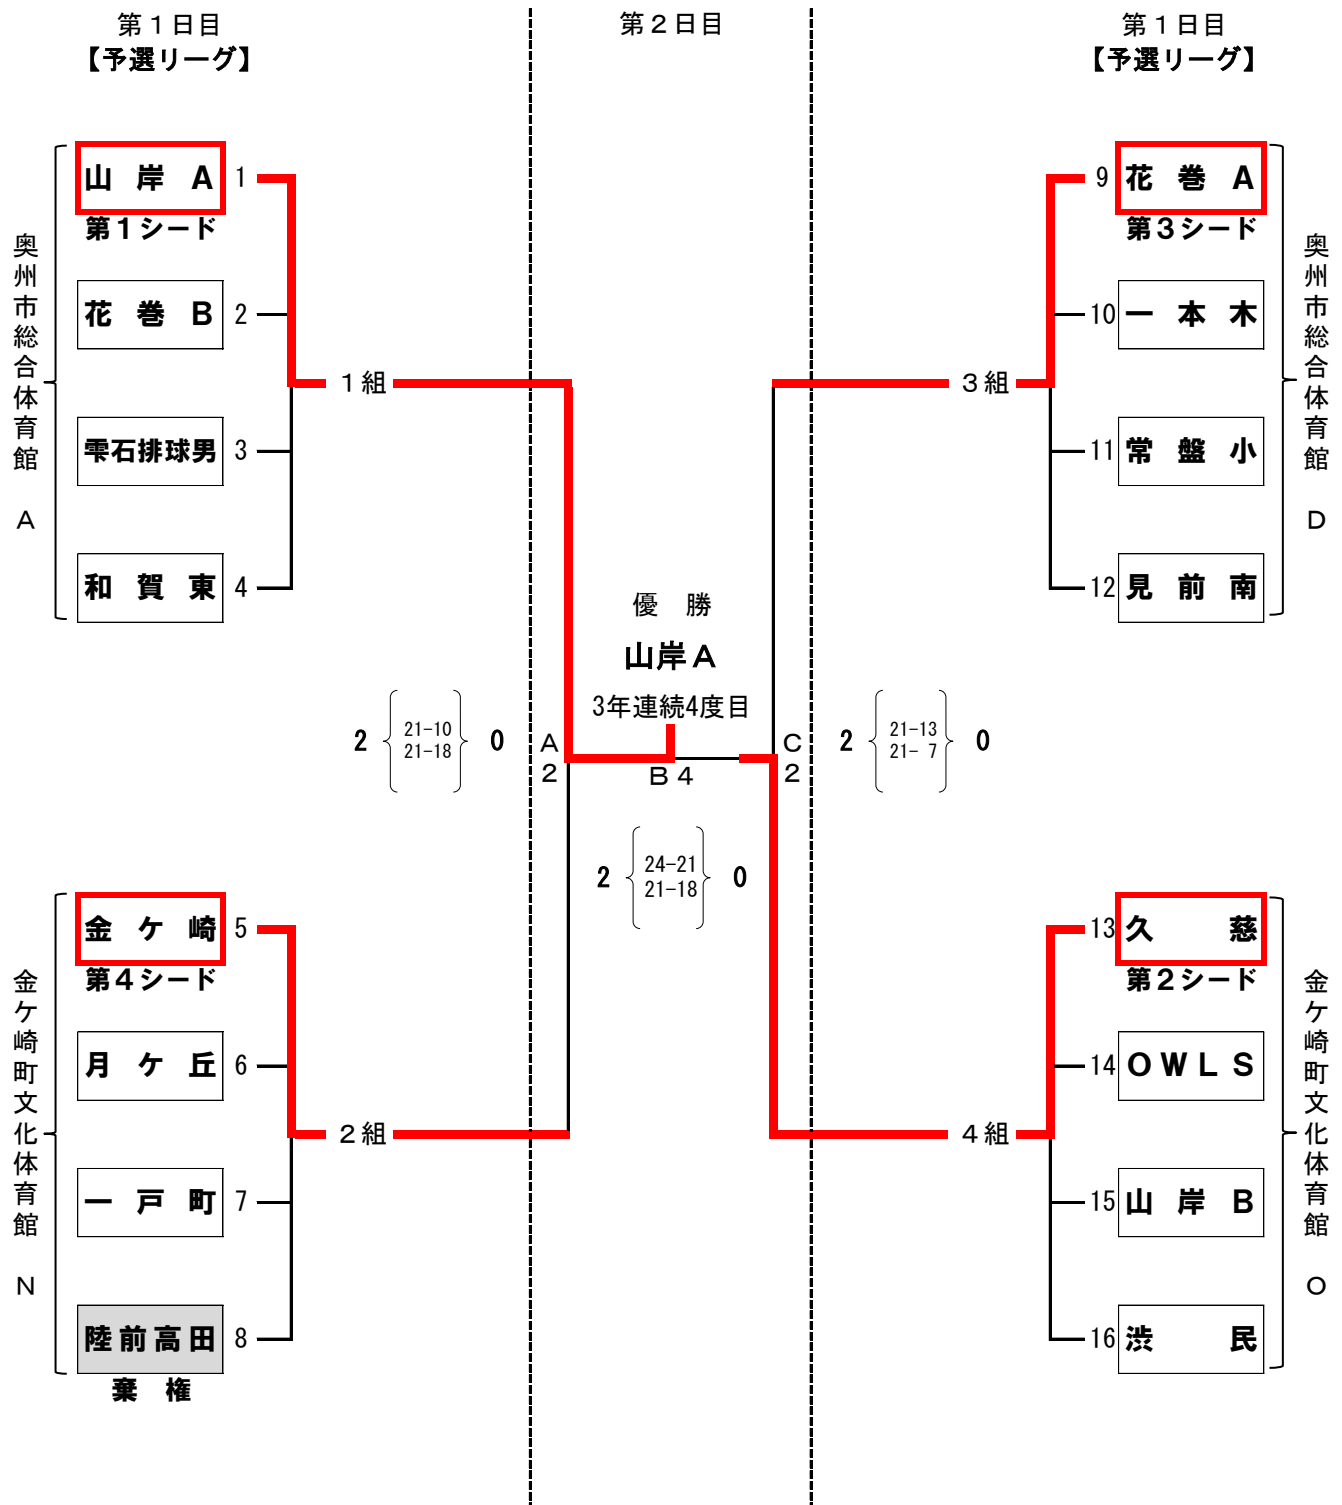 第１日目
【予選リーグ】
第２日目
第１日目
【予選リーグ】
奥州市総合体育館　A
山岸A 1
第１シード
花巻B 2
雫石排球男 3
和賀東 4
1組
金ケ崎町文化体育館　N
金ケ崎 5
第４シード
月ケ丘 6
一戸町 7
陸前高田 8
棄権
2組
2 21-10 0
21-18
A
2
優勝
山岸A
3年連続4度目
B4
2 24-21 0
21-18
C
2
2 21-13 0
21- 7
3組
9 花巻A
第３シード
10 一本木
11 常盤小
12 見前南
奥州市総合体育館　D
4組
13 久慈
第２シード
14 OWLS
15 山岸B
16 渋民
金ケ崎町文化体育館　O